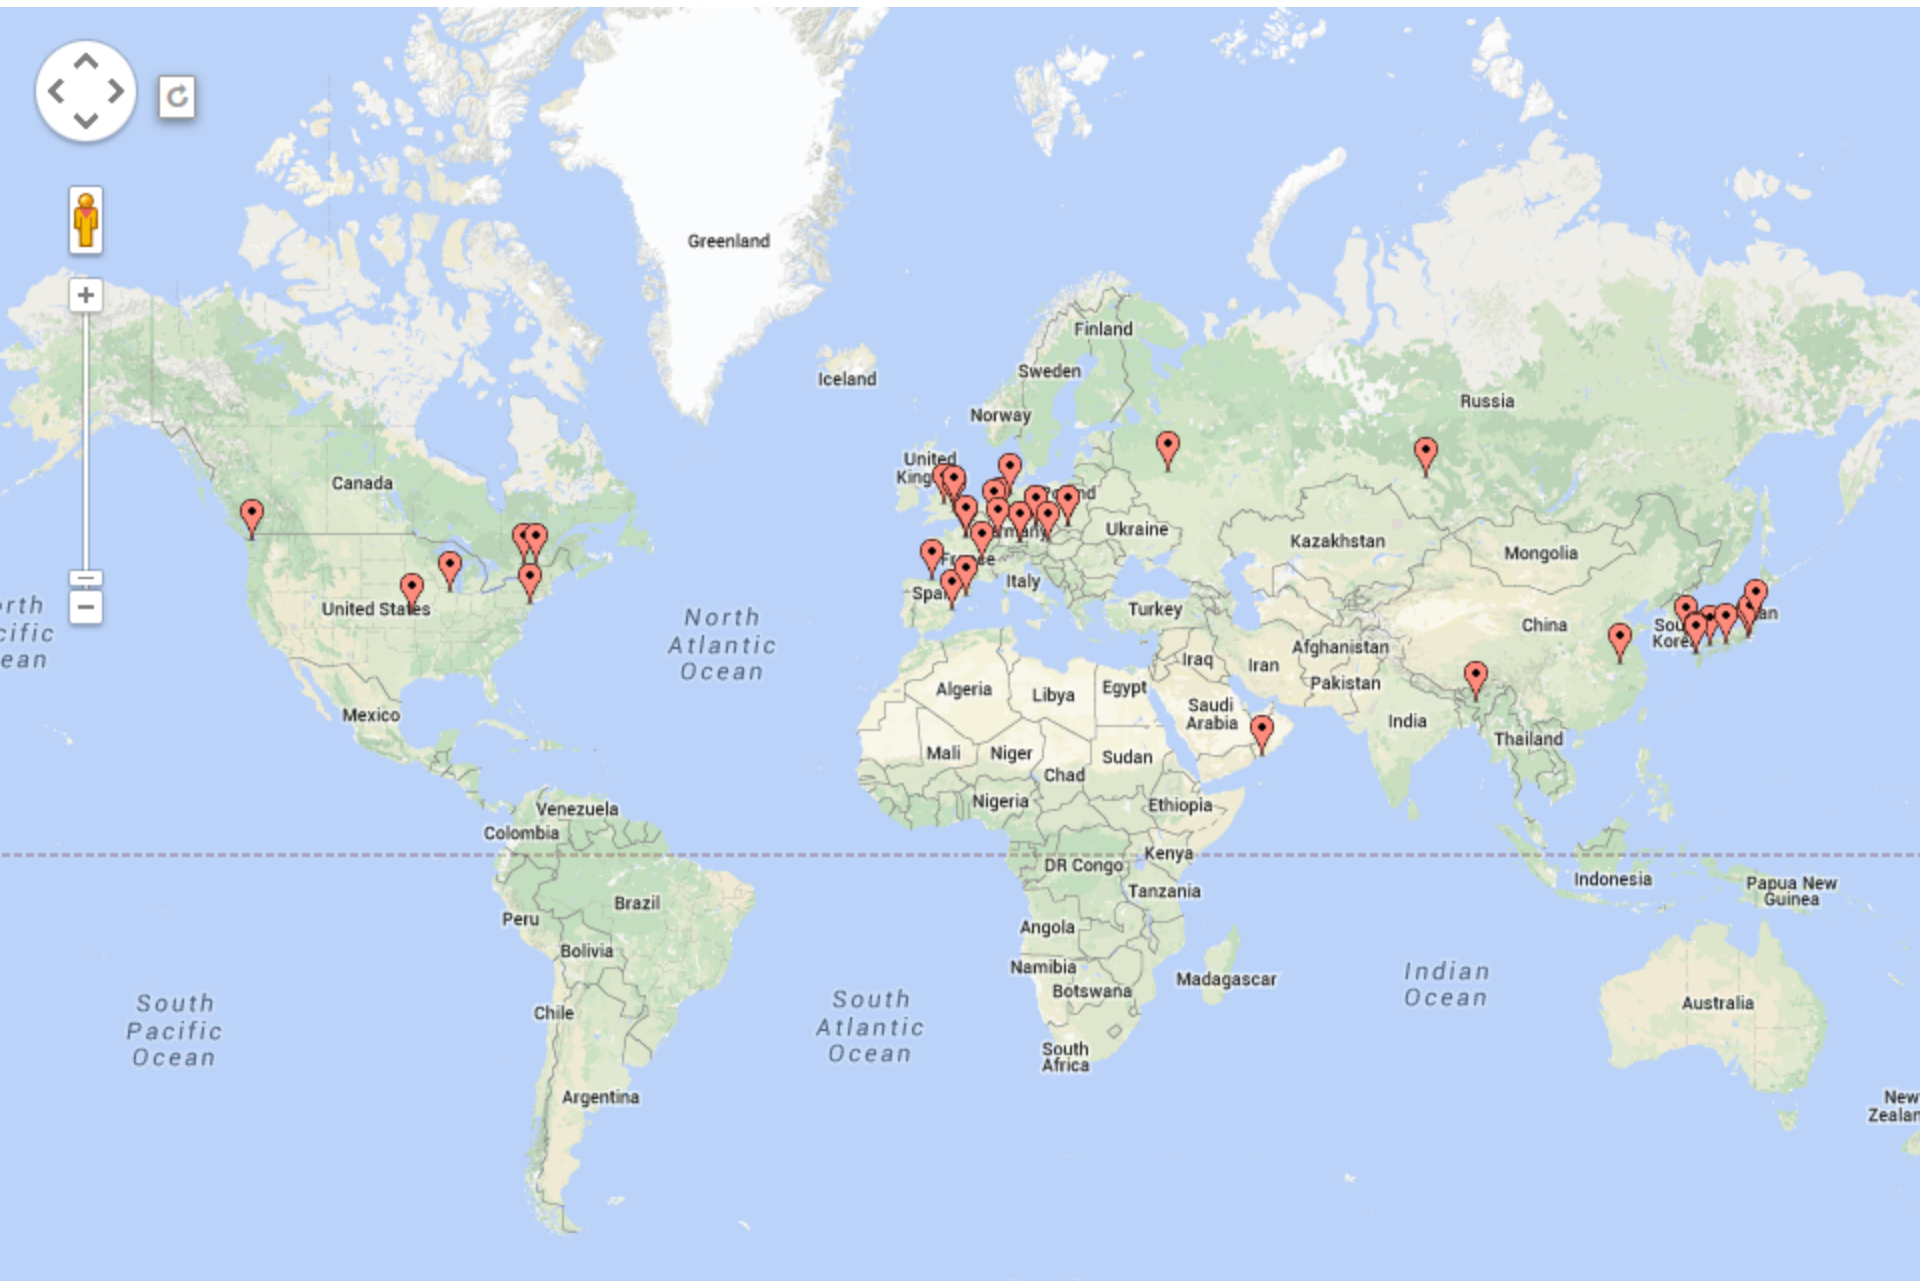 Greenland
Finland
Iceland
Sweden
Norway
Russia
United
Canada
Ukraine
Kazakhstan
Mongolia
Italy
United States
Turkey
China
North
Atlantic
Ocean
Afghanistan
Iraq
Iran
Pakistan
Algeria
Libya
Egypt
Saudi
Arabia
India
Mexico
Thailand
Mali
Niger
Chad
Sudan
Nigeria
Ethiopia
Venezuela
Colombia
DR Congo
Kenya
Tanzania
Indonesia
Papua New
Guinea
Brazil
Peru
Angola
Bolivia
Namibia
Madagascar
Botswana
Indian
Ocean
South
Pacific
Ocean
Chile
South
Atlantic
Ocean
Australia
South
Africa
Argentina
New